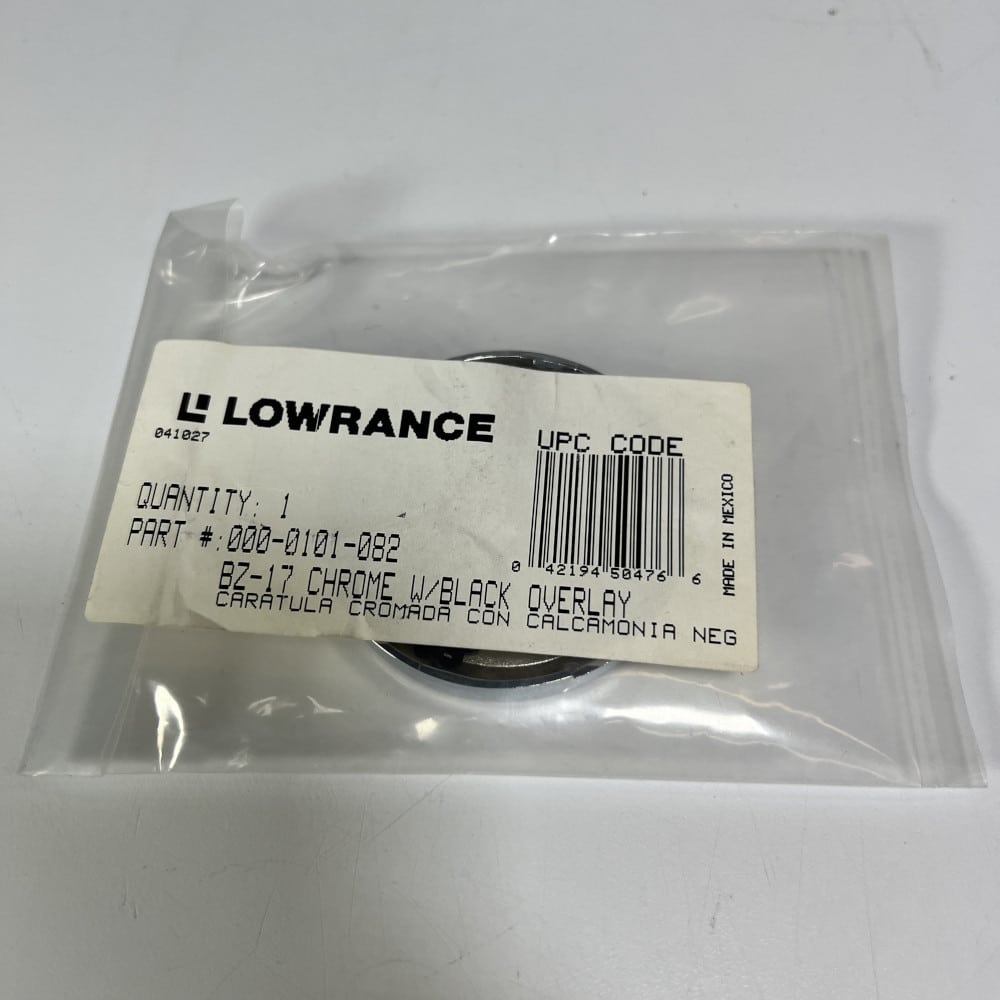 LOWRANCE
041027
UPC CODE
QUANTITY: 1
PART #:000-0101-082
0 42194 50476 6
MADE IN MEXICO
BZ-17 CHROME W/BLACK OVERLAY
CARATULA CROMADA CON CALCAMONIA NEG